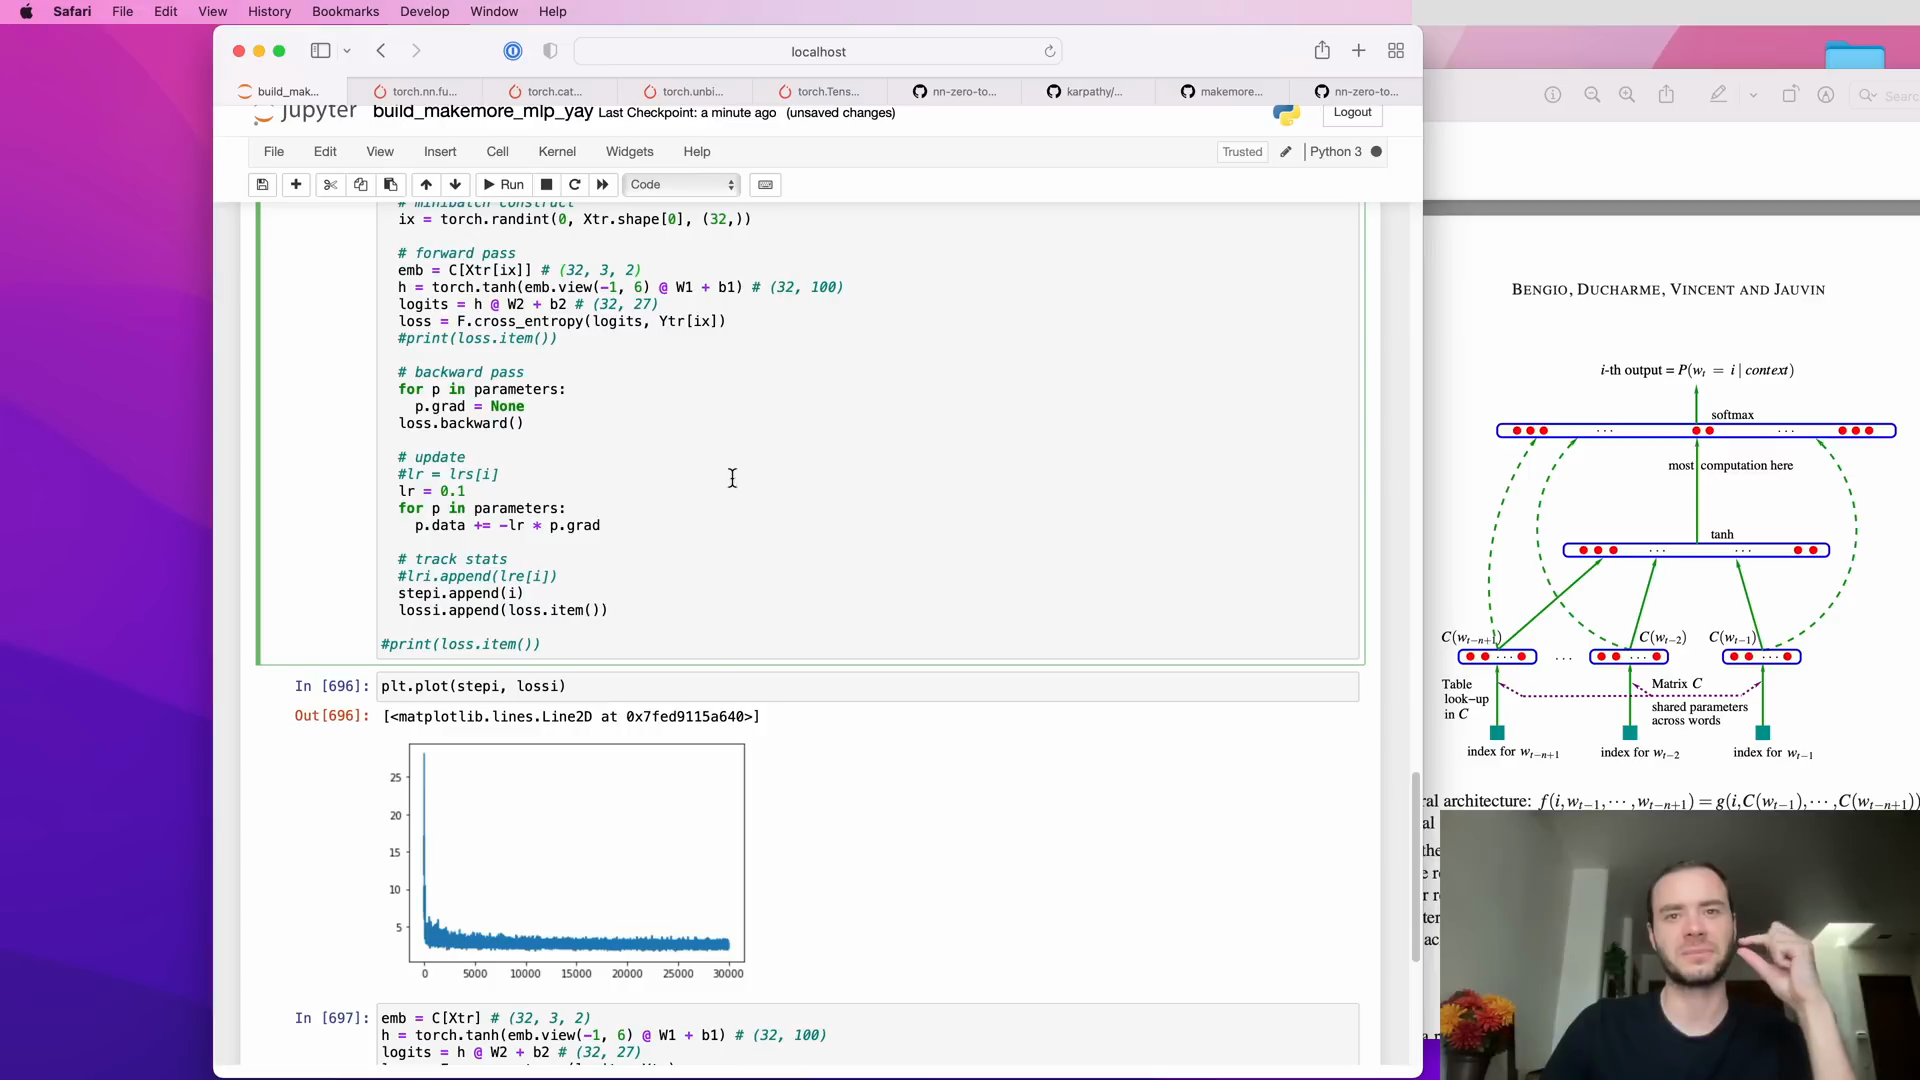 Safari File Edit View History Bookmarks Develop Window Help
localhost
build_mak... torch.nn.fu... torch.cat... torch.unbi... torch.Tens... nn-zero-to... karpathy/... makemore... nn-zero-to...
jupyter build_makemore_mlp_yay Last Checkpoint: a minute ago (unsaved changes) Logout
File Edit View Insert Cell Kernel Widgets Help Trusted Python 3
Run Code
# minibatch construct
ix = torch.randint(0, Xtr.shape[0], (32,))
# forward pass
emb = C[Xtr[ix]] # (32, 3, 2)
h = torch.tanh(emb.view(-1, 6) @ W1 + b1) # (32, 100)
logits = h @ W2 + b2 # (32, 27)
loss = F.cross_entropy(logits, Ytr[ix])
#print(loss.item())
# backward pass
for p in parameters:
p.grad = None
loss.backward()
# update
#lr = lrs[i]
lr = 0.1
for p in parameters:
p.data += -lr * p.grad
# track stats
#lri.append(lre[i])
stepi.append(i)
lossi.append(loss.item())
#print(loss.item())
In [696]: plt.plot(stepi, lossi)
Out[696]: [<matplotlib.lines.Line2D at 0x7fed9115a640>]
25
20
15
10
5
0 5000 10000 15000 20000 25000 30000
In [697]: emb = C[Xtr] # (32, 3, 2)
h = torch.tanh(emb.view(-1, 6) @ W1 + b1) # (32, 100)
logits = h @ W2 + b2 # (32, 27)
Search
BENGIO, DUCHARME, VINCENT AND JAUVIN
i-th output = P(w_t = i | context)
softmax
... ... 
most computation here
tanh
... ...
C(w_{t−n+1}) C(w_{t−2}) C(w_{t−1})
... ... ... ...
Table
look−up
in C
Matrix C
shared parameters
across words
index for w_{t−n+1} index for w_{t−2} index for w_{t−1}
ral architecture: f(i,w_{t−1},⋯,w_{t−n+1}) = g(i,C(w_{t−1}),⋯,C(w_{t−n+1}))